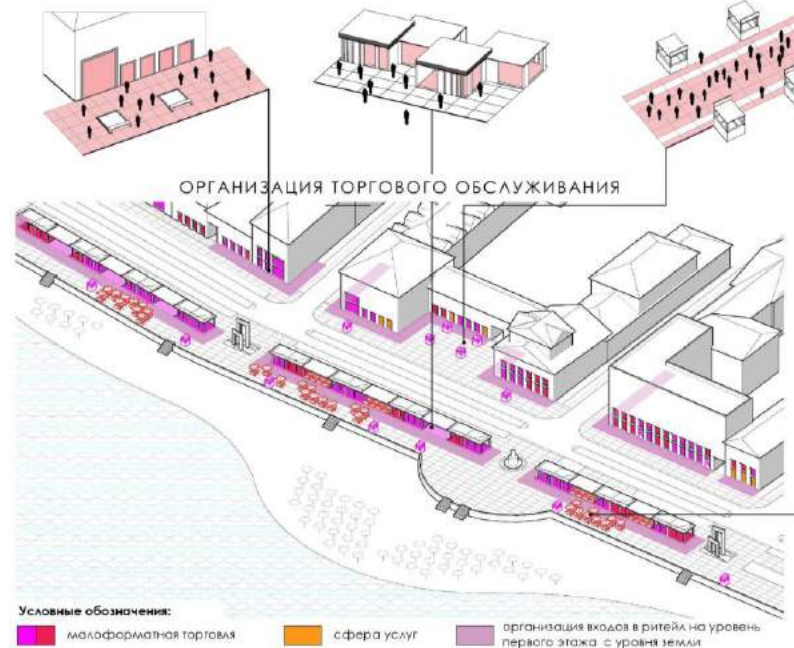 ОРГАНИЗАЦИЯ ТОРГОВОГО ОБСЛУЖИВАНИЯ
Условные обозначения:
малоформатная торговля
сфера услуг
организация входов в ритейл на уровень
первого этажа с уровня земли